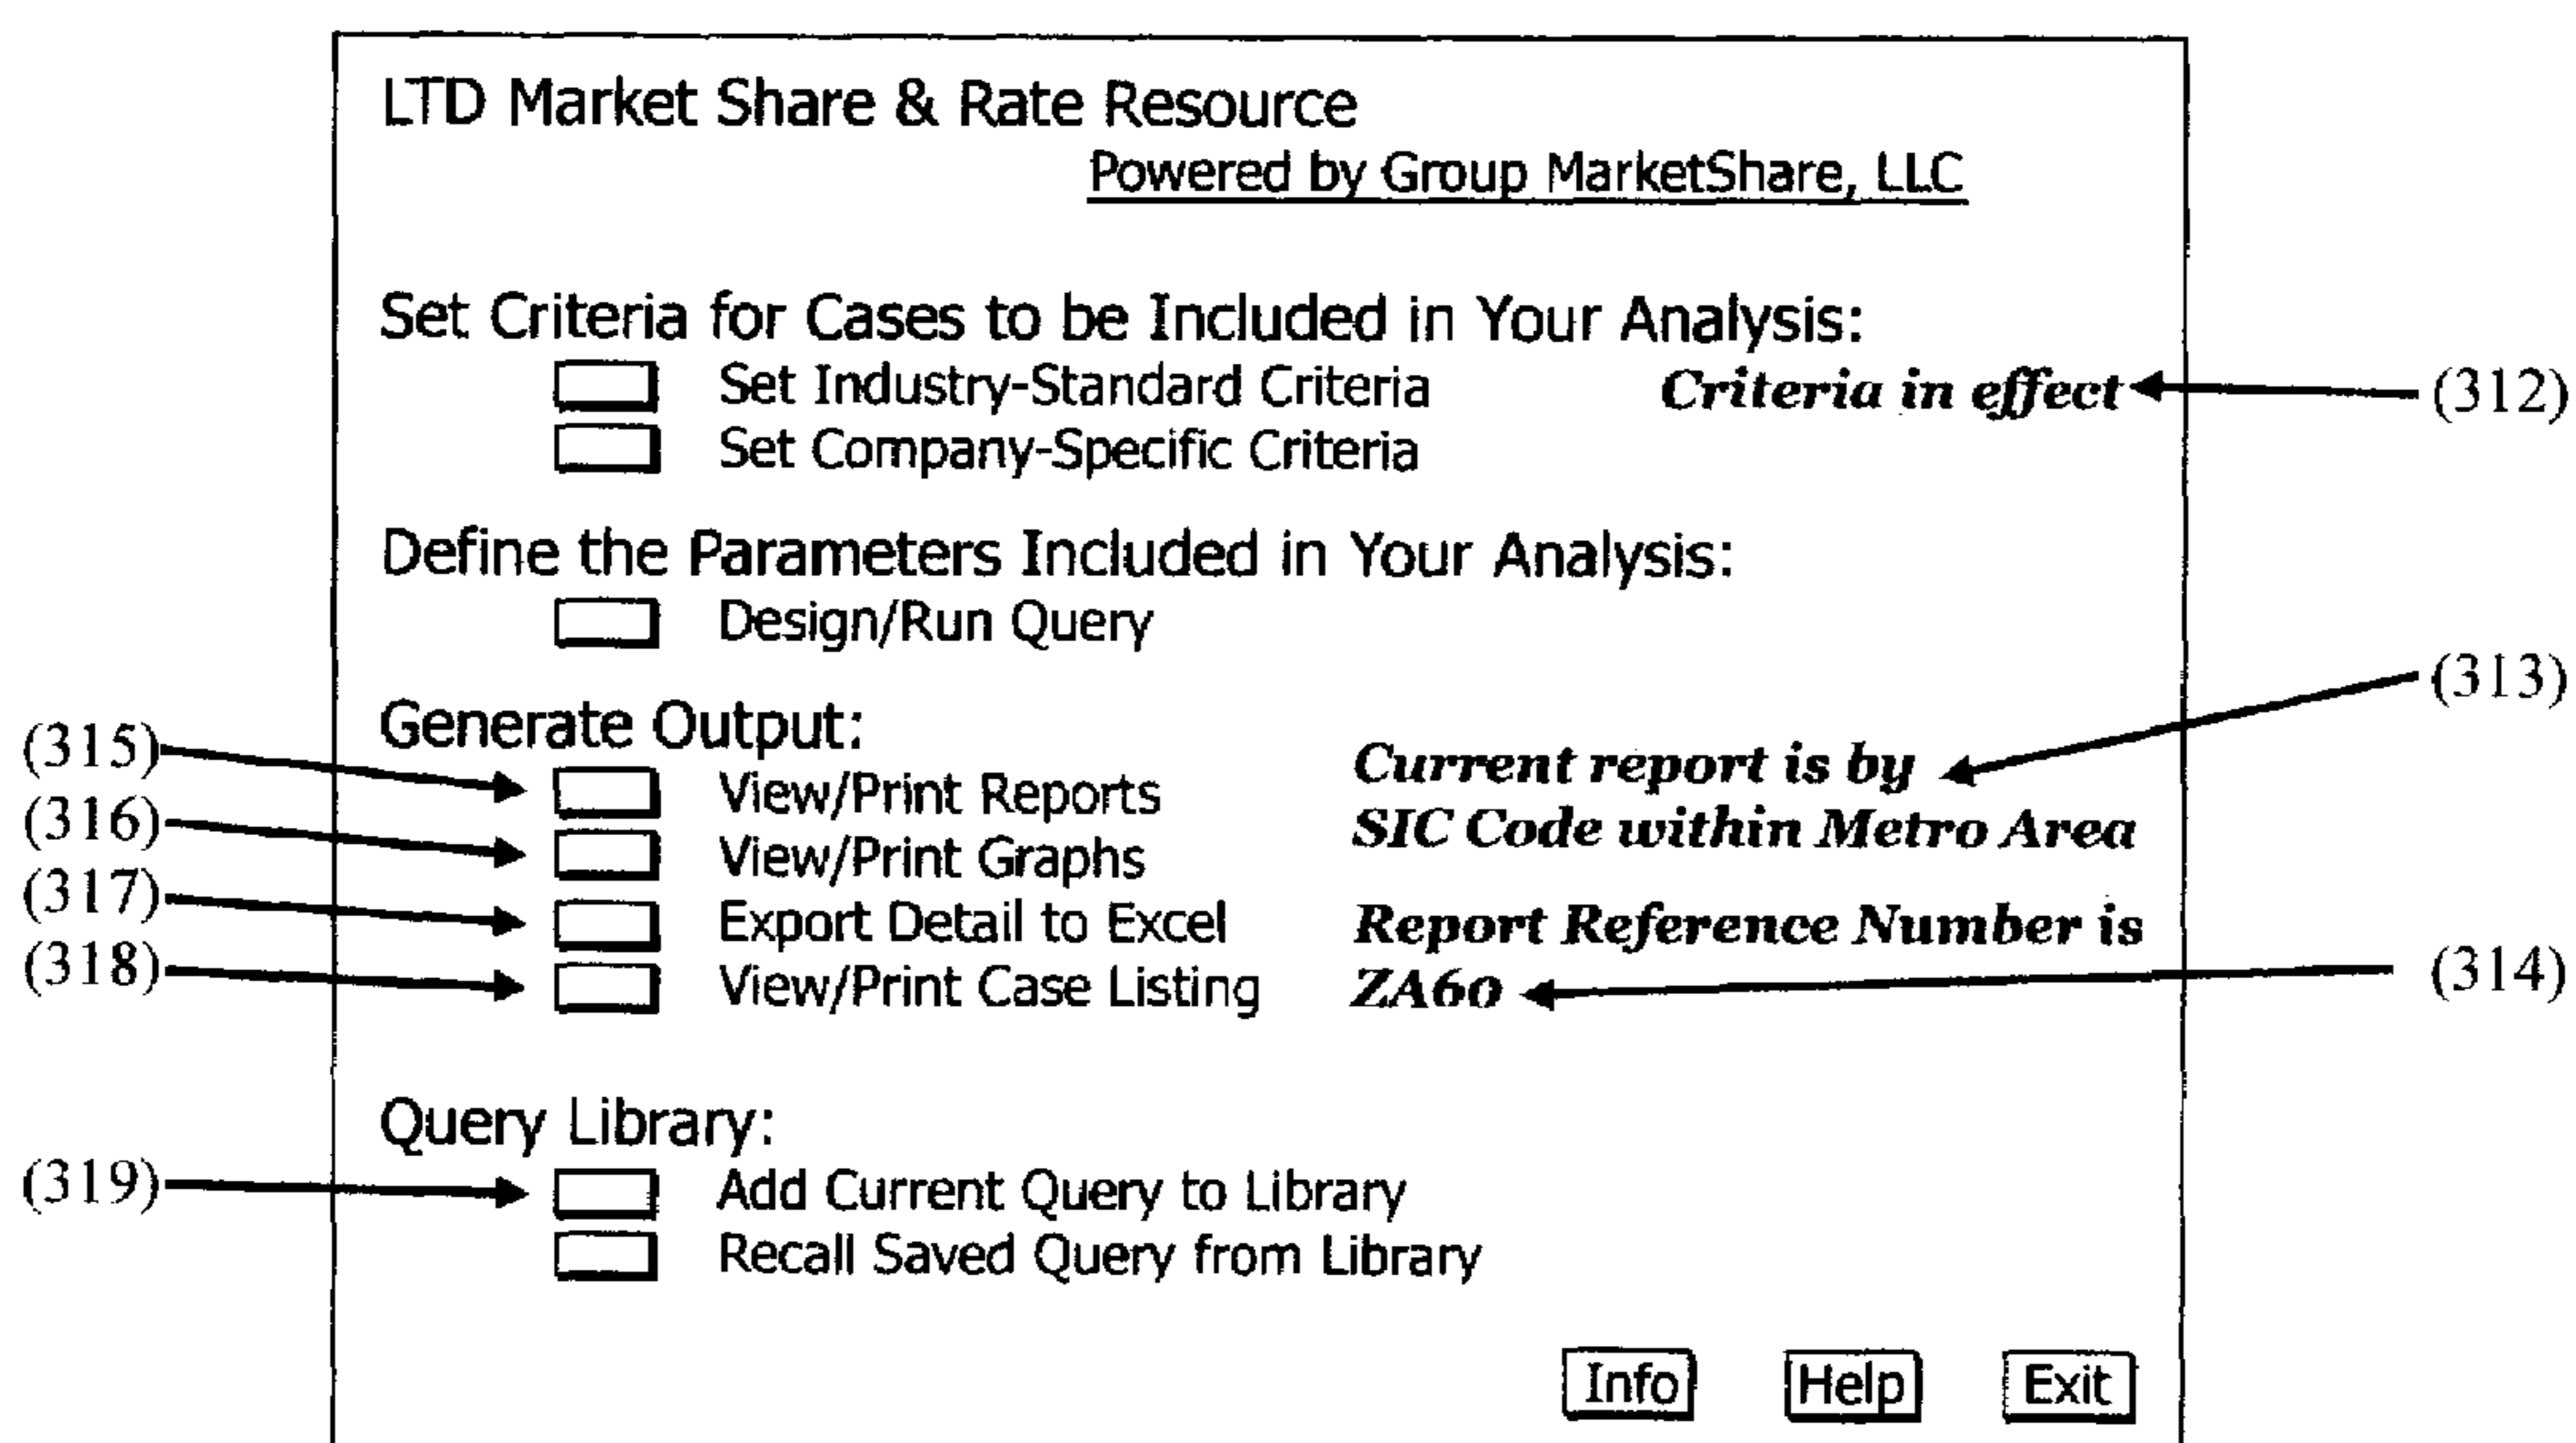 LTD Market Share & Rate Resource
Powered by Group MarketShare, LLC
Set Criteria for Cases to be Included in Your Analysis:
Set Industry-Standard Criteria
Criteria in effect
(312)
Set Company-Specific Criteria
Define the Parameters Included in Your Analysis:
Design/Run Query
(313)
Generate Output:
(315)
View/Print Reports
Current report is by
SIC Code within Metro Area
(316)
View/Print Graphs
(317)
Export Detail to Excel
Report Reference Number is
(318)
View/Print Case Listing
ZA60
(314)
Query Library:
(319)
Add Current Query to Library
Recall Saved Query from Library
Info
Help
Exit